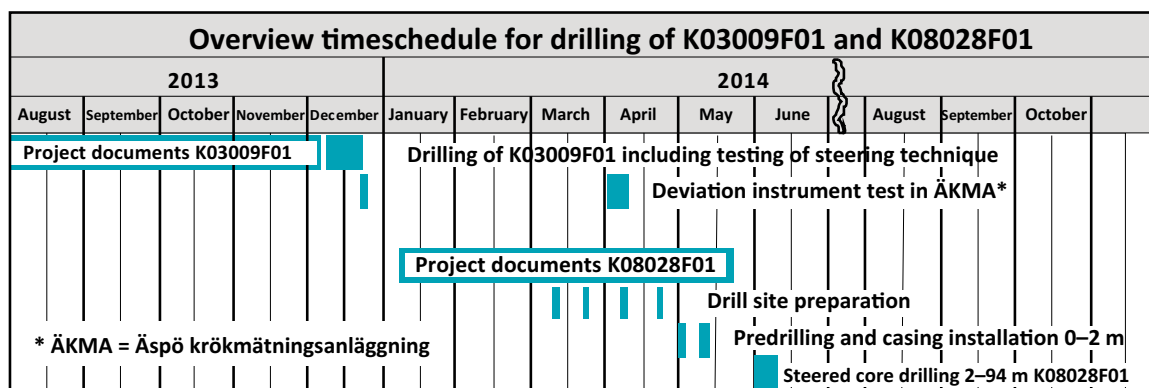 Overview timeschedule for drilling of K03009F01 and K08028F01
2013 2014
August September October November December January February March April May June August September October
Project documents K03009F01 Drilling of K03009F01 including testing of steering technique
Deviation instrument test in ÄKMA*
Project documents K08028F01
Drill site preparation
Predrilling and casing installation 0–2 m
* ÄKMA = Äspö krökmätningsanläggning
Steered core drilling 2–94 m K08028F01